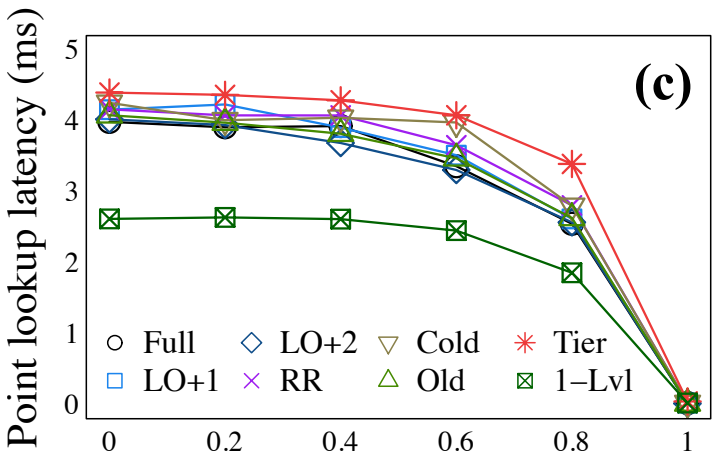 Point lookup latency (ms)
5
4
3
2
1
0
(c)
Full LO+2 Cold Tier
LO+1 RR Old 1–Lvl
0 0.2 0.4 0.6 0.8 1